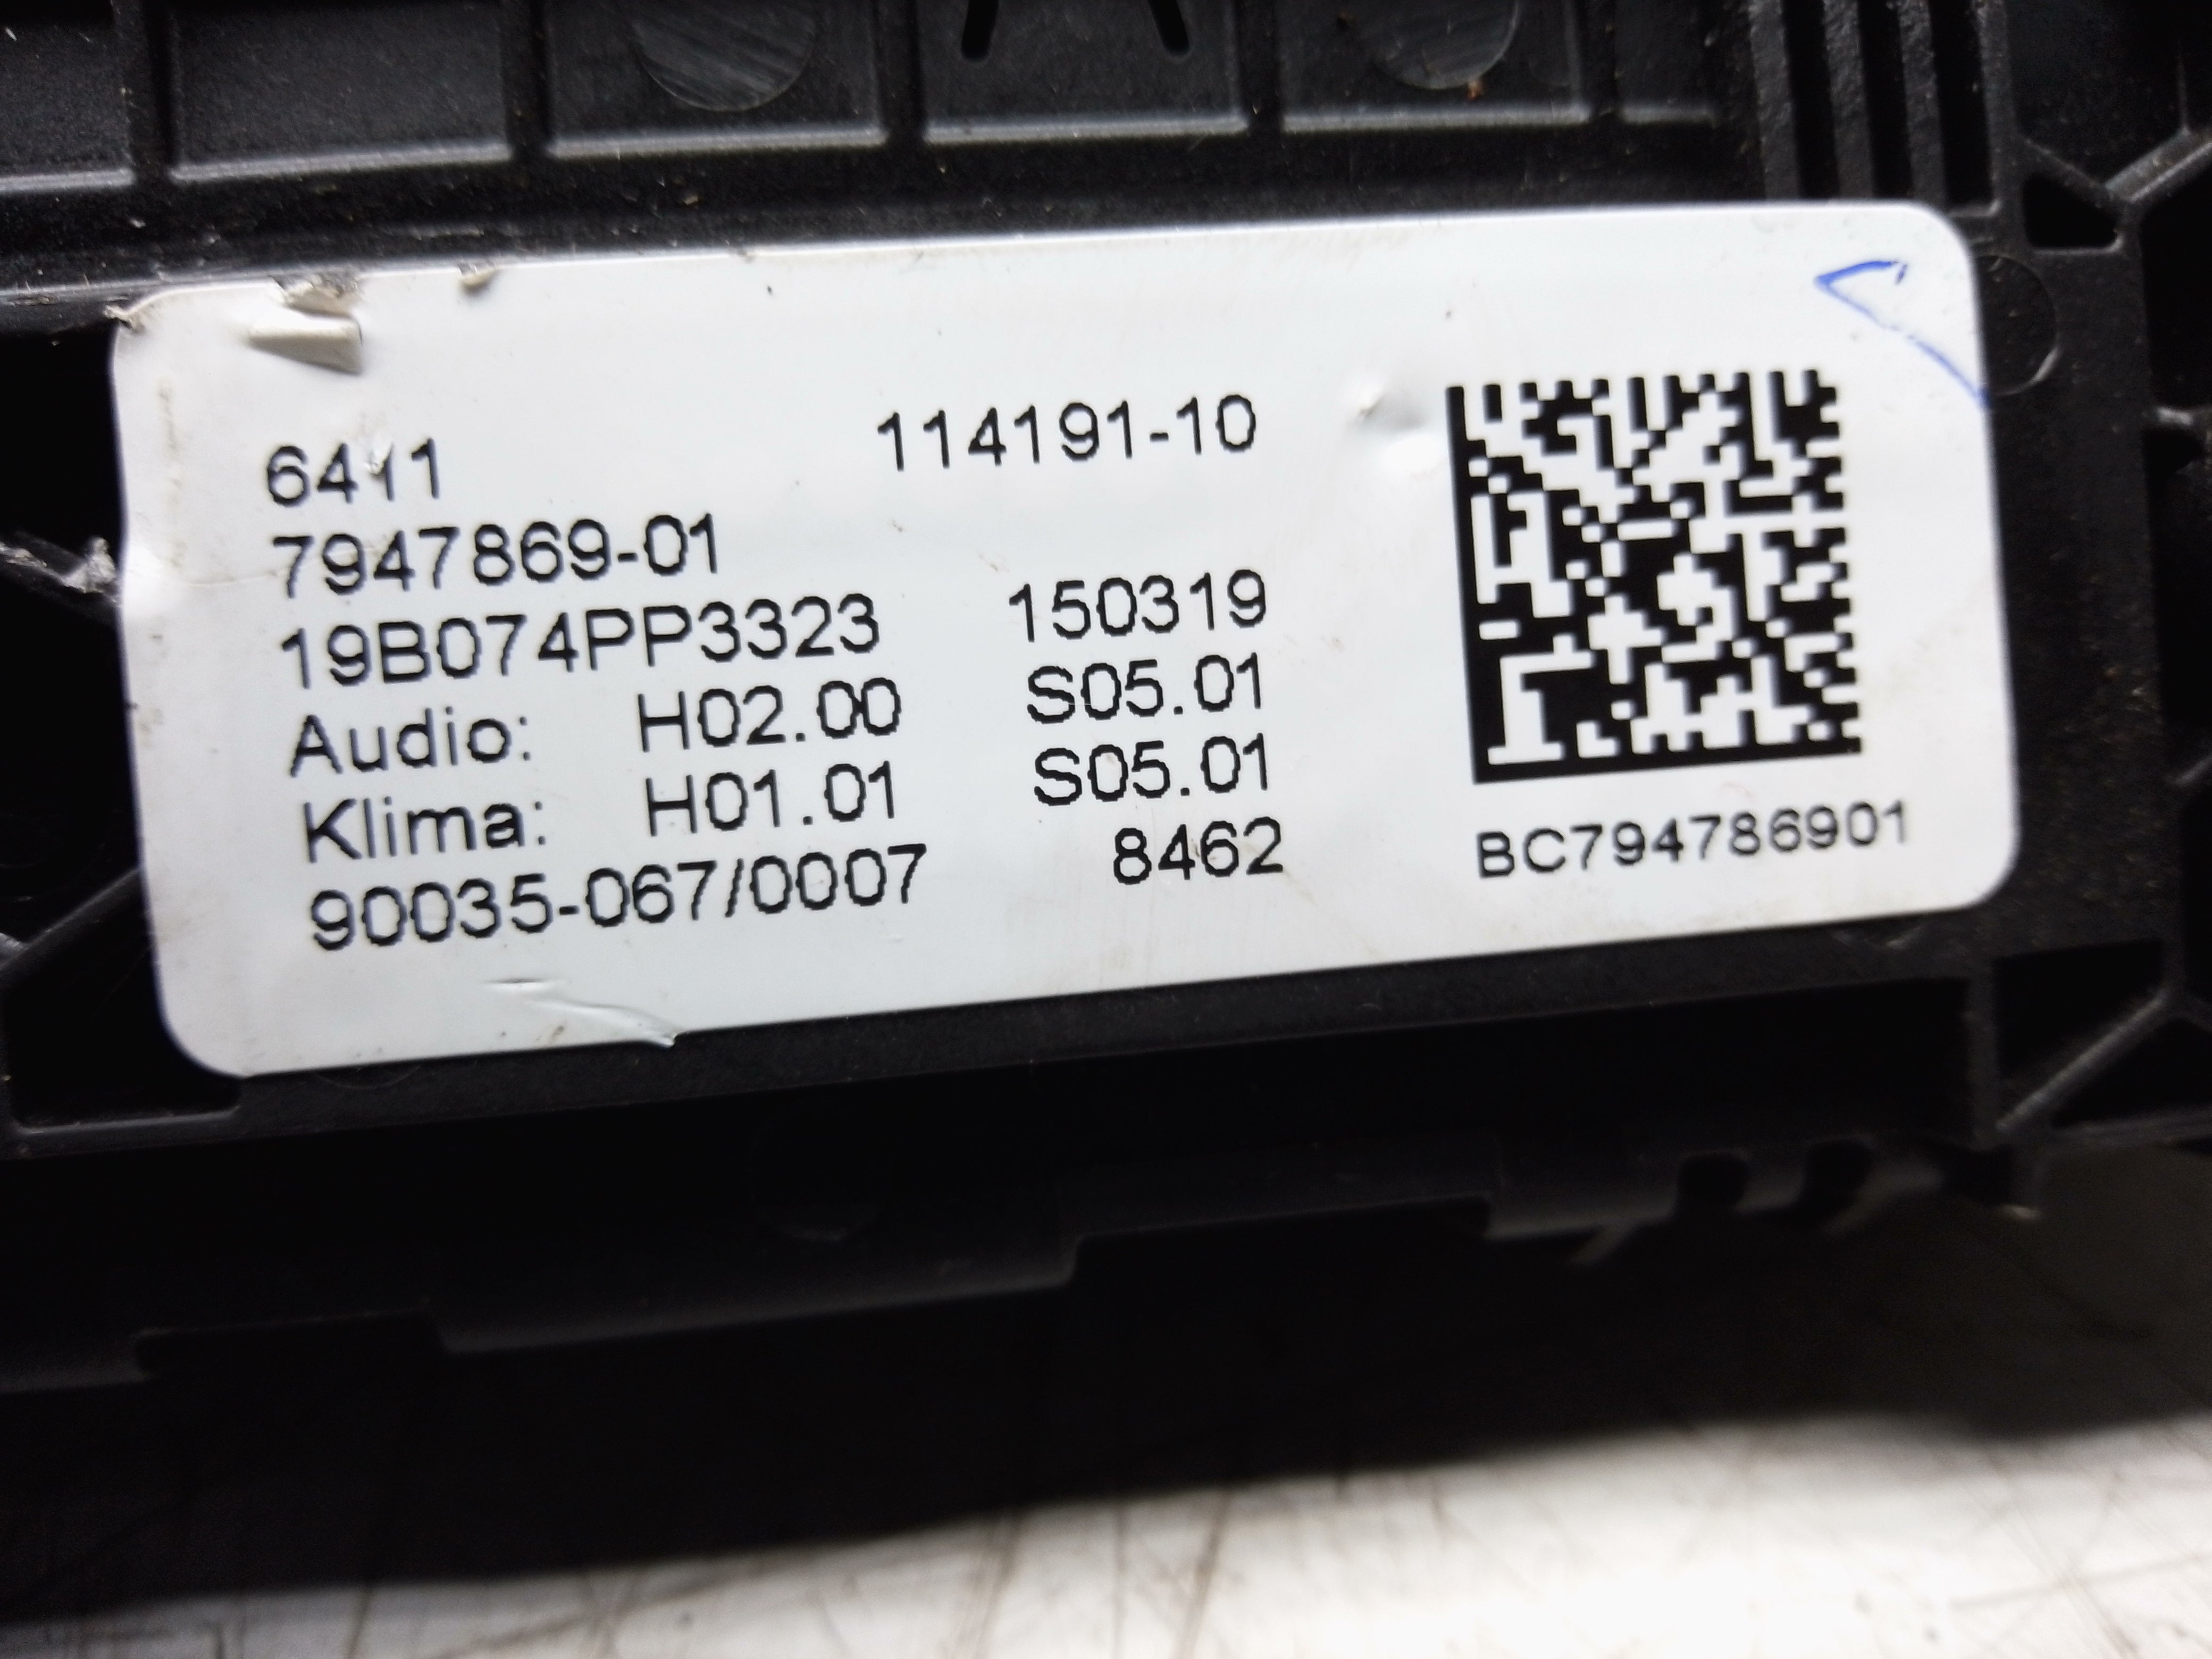 6411 114191-10
7947869-01
19B074PP3323 150319
Audio: H02.00 S05.01
Klima: H01.01 S05.01
90035-067/0007 8462
BC794786901